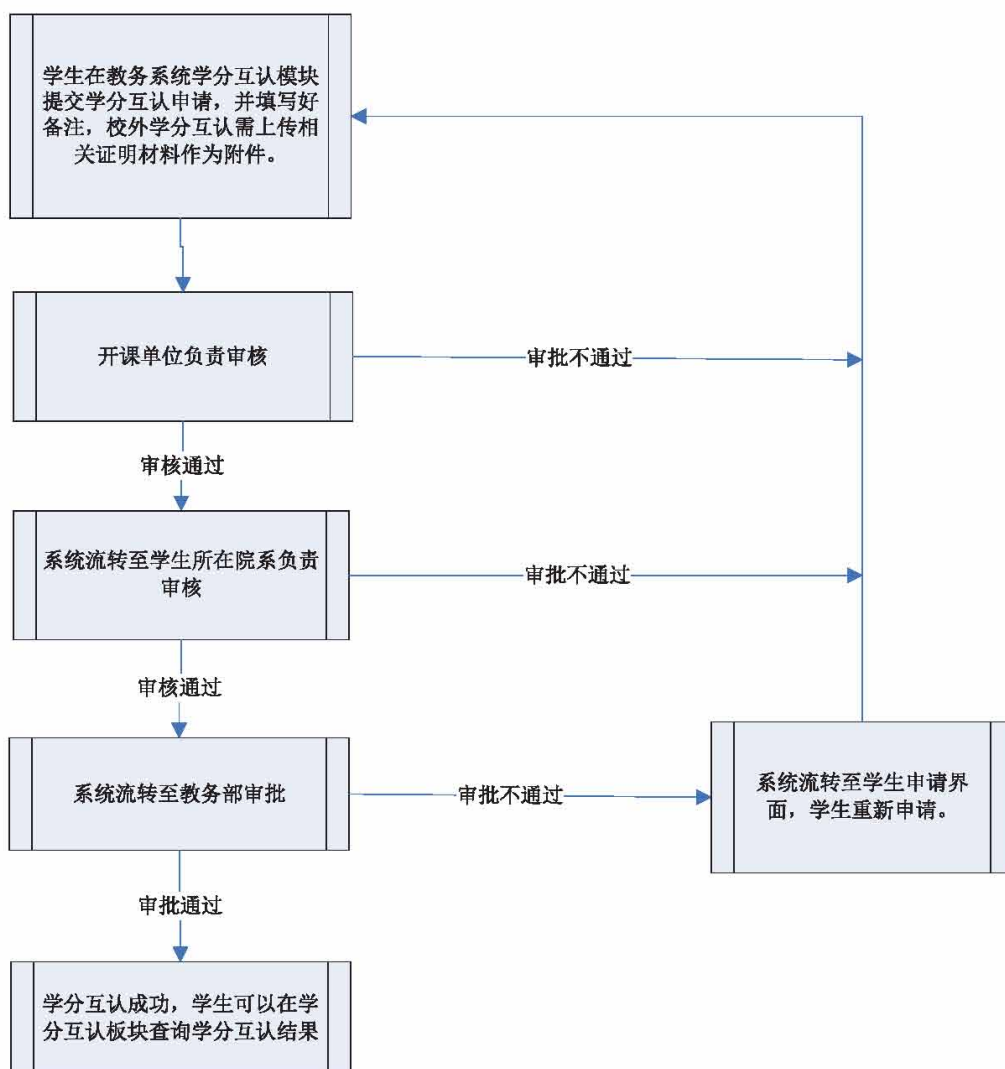 学生在教务系统学分互认模块
提交学分互认申请，并填写好
备注，校外学分互认需上传相
关证明材料作为附件。
开课单位负责审核
审批不通过
审核通过
系统流转至学生所在院系负责
审核
审批不通过
审核通过
系统流转至教务部审批
审批不通过
系统流转至学生申请界
面，学生重新申请。
审批通过
学分互认成功，学生可以在学
分互认板块查询学分互认结果